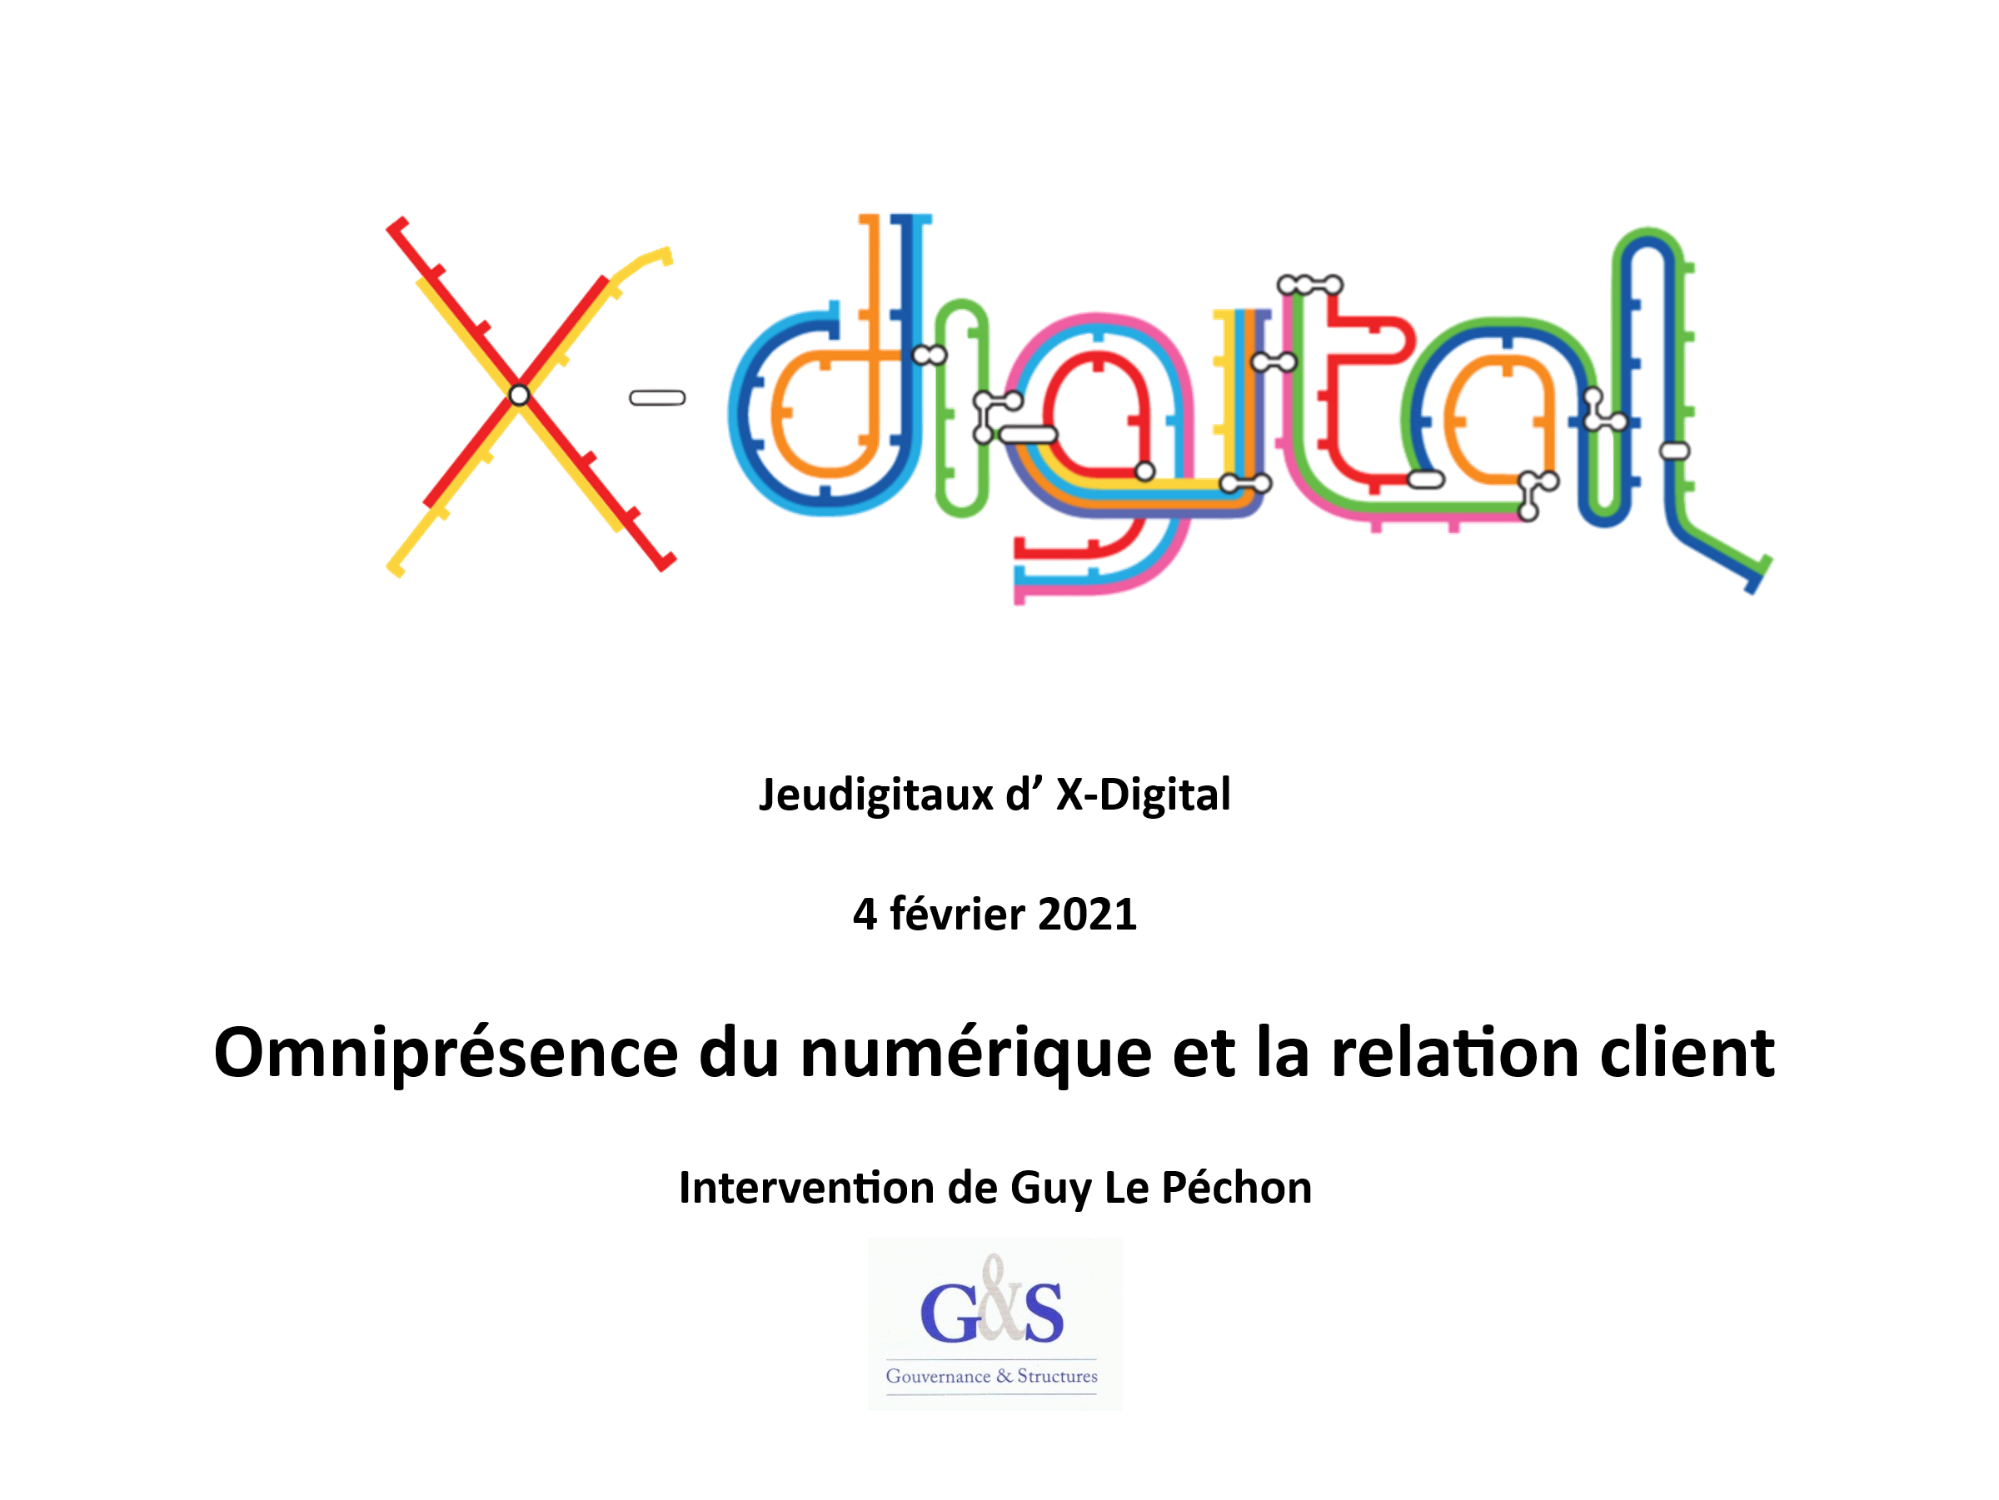 x-digital
Jeudigitaux d’ X-Digital
4 février 2021
Omniprésence du numérique et la relation client
Intervention de Guy Le Péchon
G&S
Gouvernance & Structures